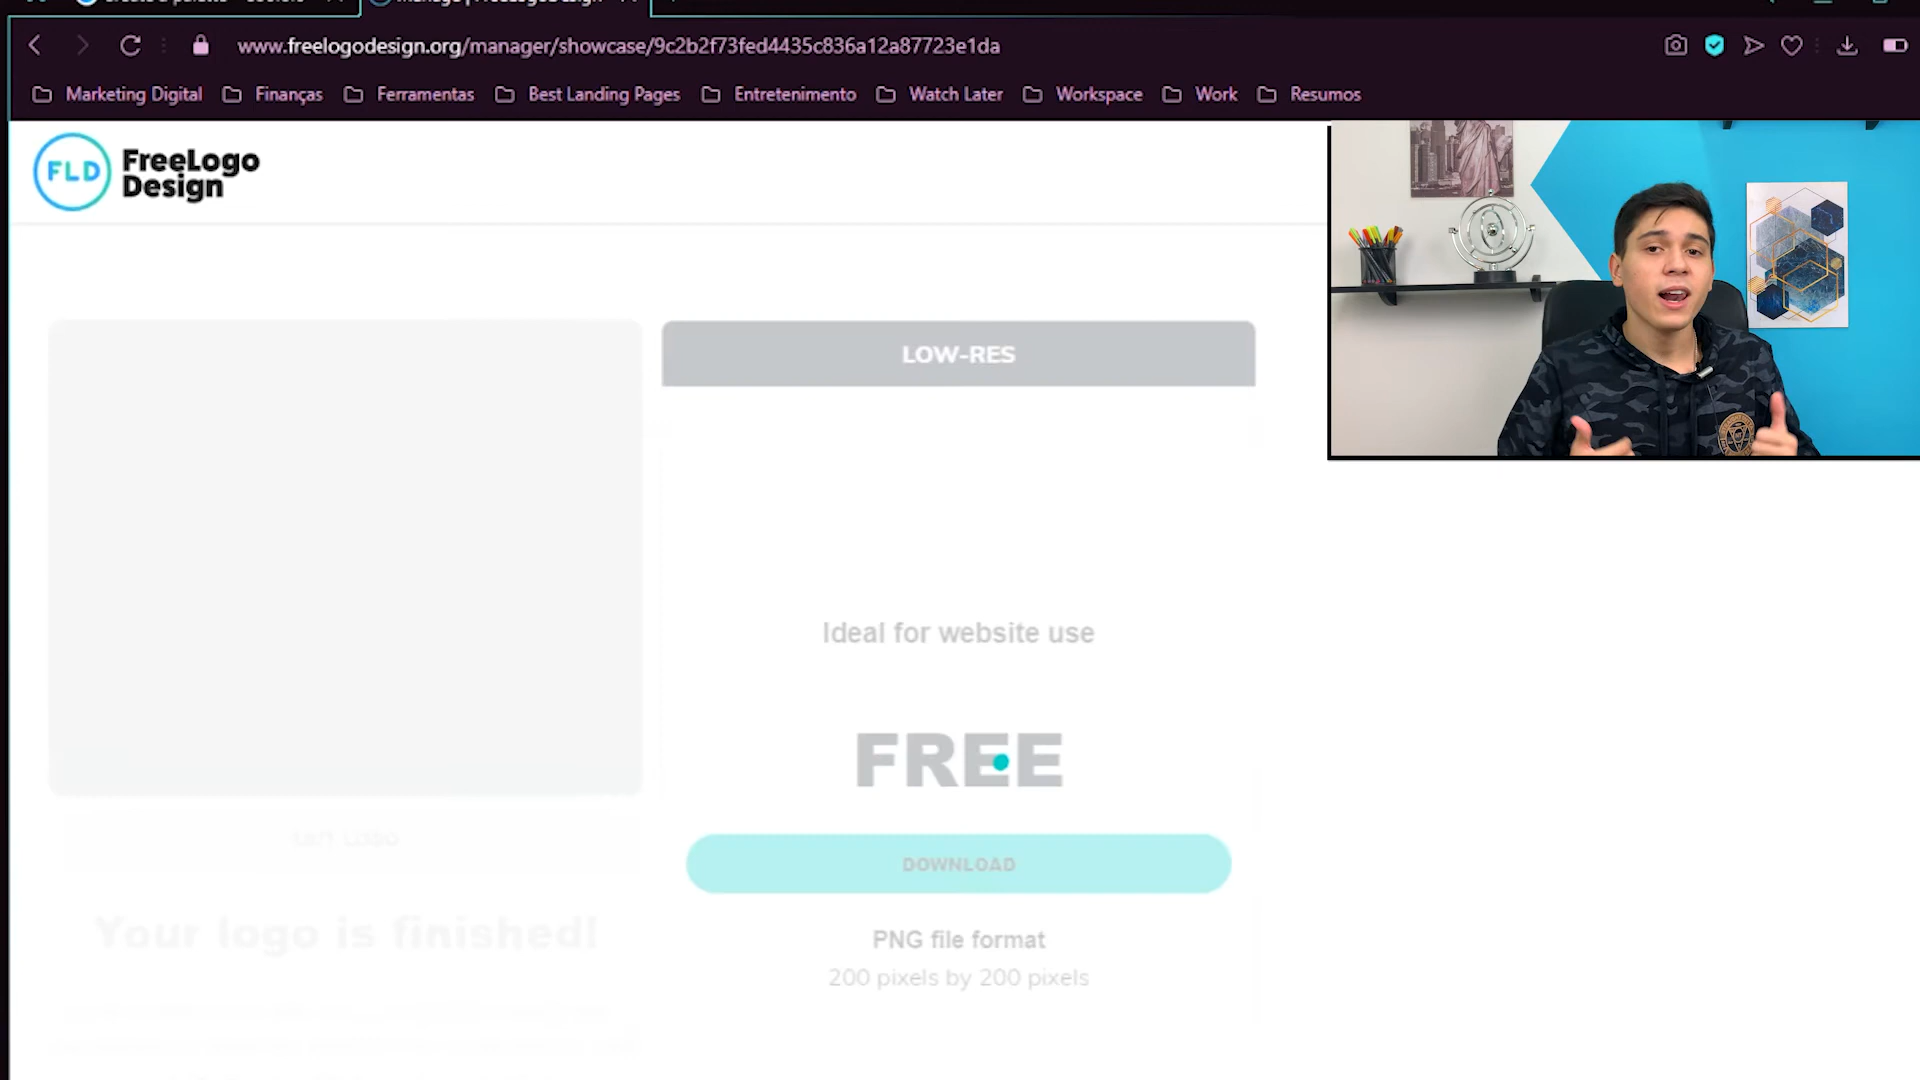 www.freelogodesign.org/manager/showcase/9c2b2f73fed4435c836a12a87723e1da
Marketing Digital
Finanças
Ferramentas
Best Landing Pages
Entretenimento
Watch Later
Workspace
Work
Resumos
FLD
FreeLogo
Design
LOW-RES
Ideal for website use
FREE
DOWNLOAD
PNG file format
200 pixels by 200 pixels
EDIT LOGO
Your logo is finished!